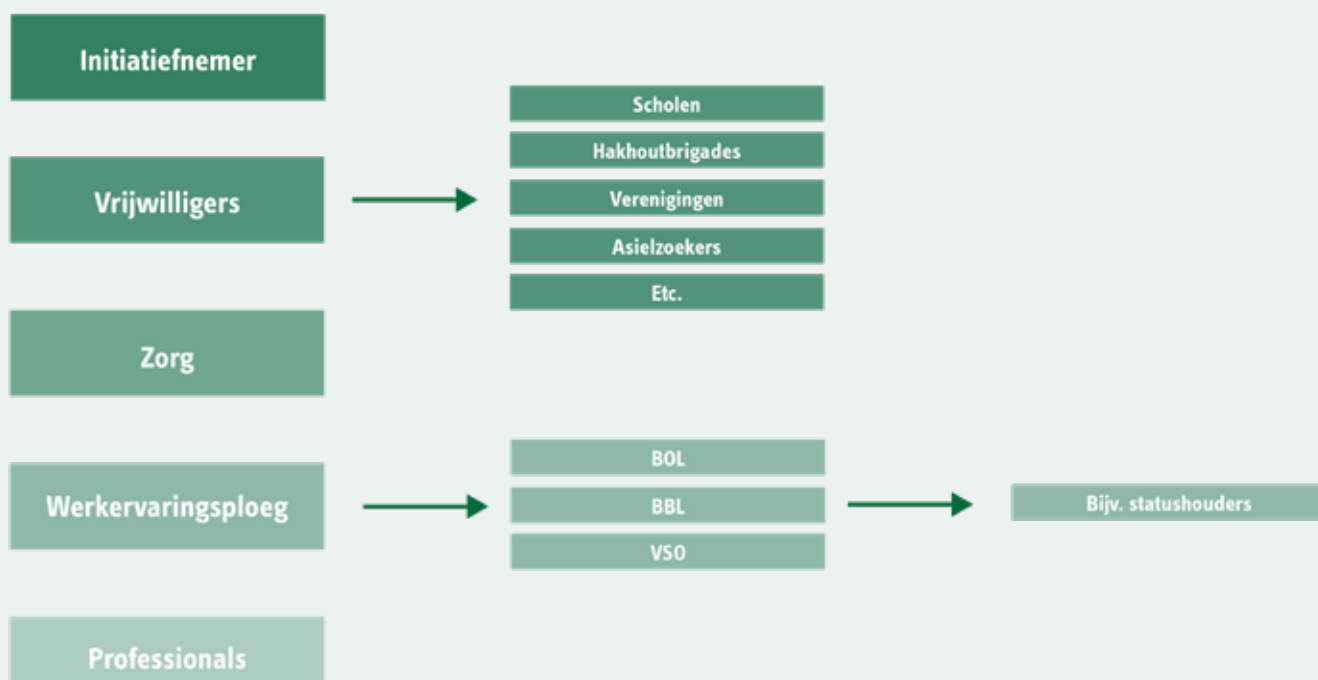 Initiatiefnemer
Vrijwilligers
Scholen
Hakhoutbrigades
Verenigingen
Asielzoekers
Etc.
Zorg
Werkervaringsploeg
BOL
BBL
VSO
Bijv. statushouders
Professionals